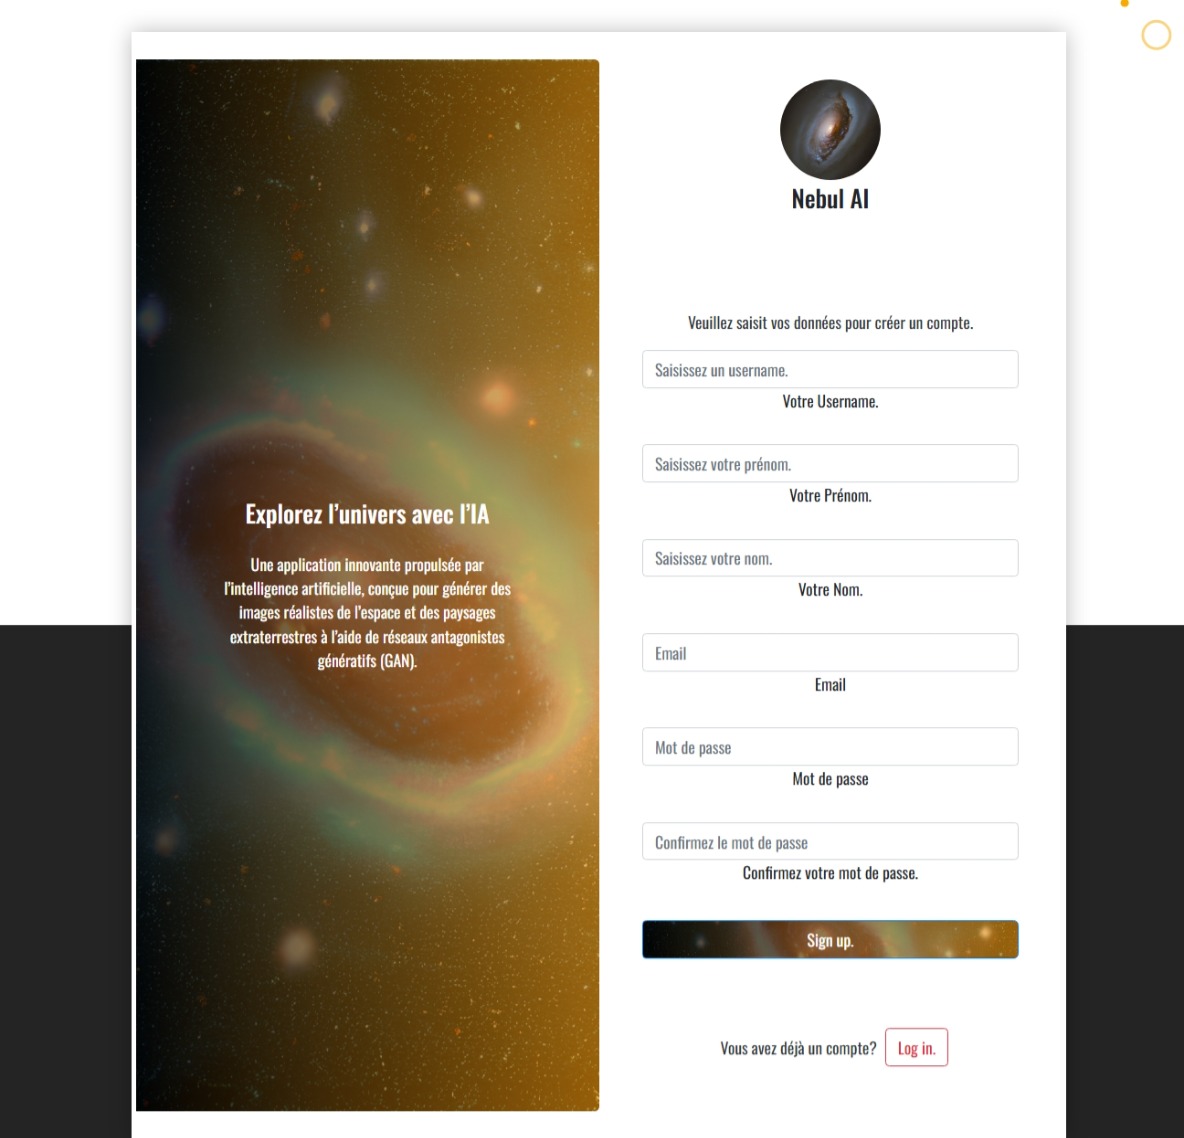 Explorez l’univers avec l’IA
Une application innovante propulsée par
l'intelligence artificielle, conçue pour générer des
images réalistes de l'espace et des paysages
extraterrestres à l’aide de réseaux antagonistes
génératifs (GAN).
Nebul AI
Veuillez saisit vos données pour créer un compte.
Saisissez un username.
Votre Username.
Saisissez votre prénom.
Votre Prénom.
Saisissez votre nom.
Votre Nom.
Email
Email
Mot de passe
Mot de passe
Confirmez le mot de passe
Confirmez votre mot de passe.
Sign up.
Vous avez déjà un compte? Log in.